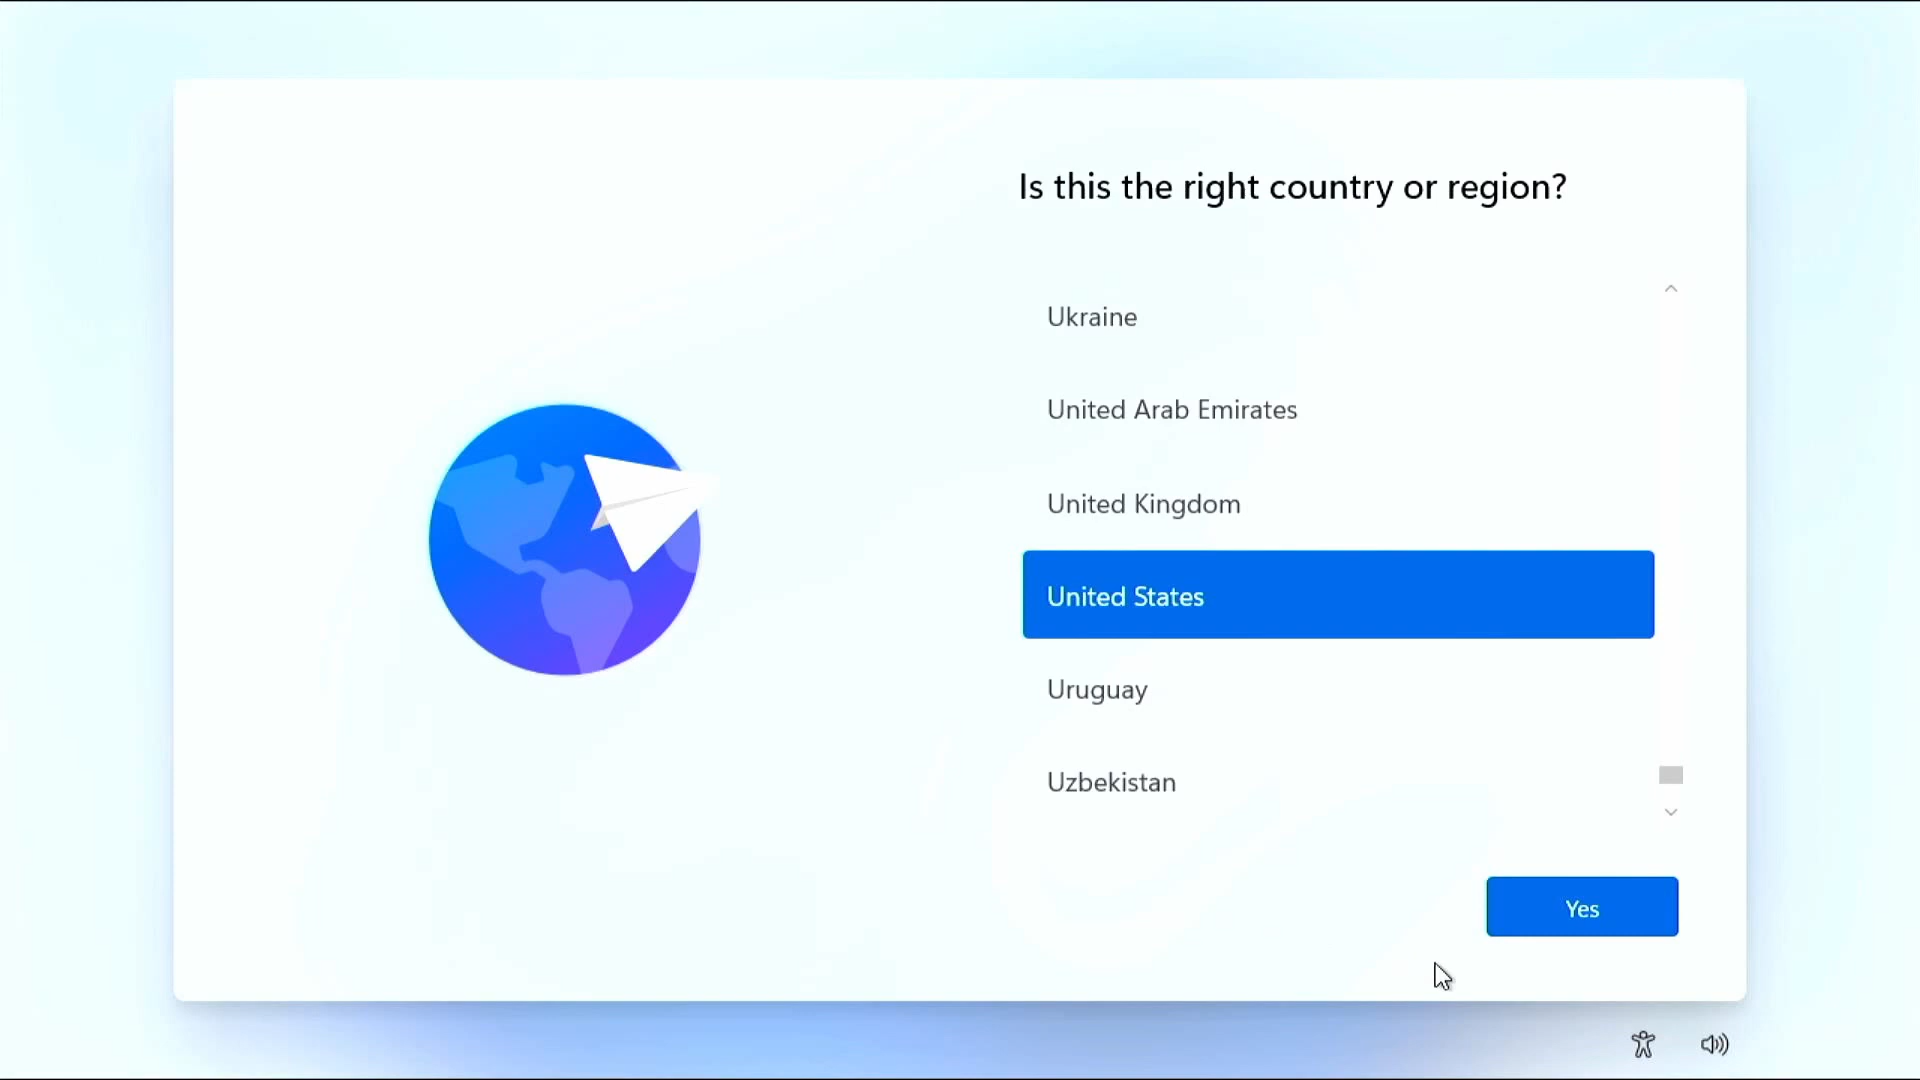 Is this the right country or region?
Ukraine
United Arab Emirates
United Kingdom
United States
Uruguay
Uzbekistan
Yes